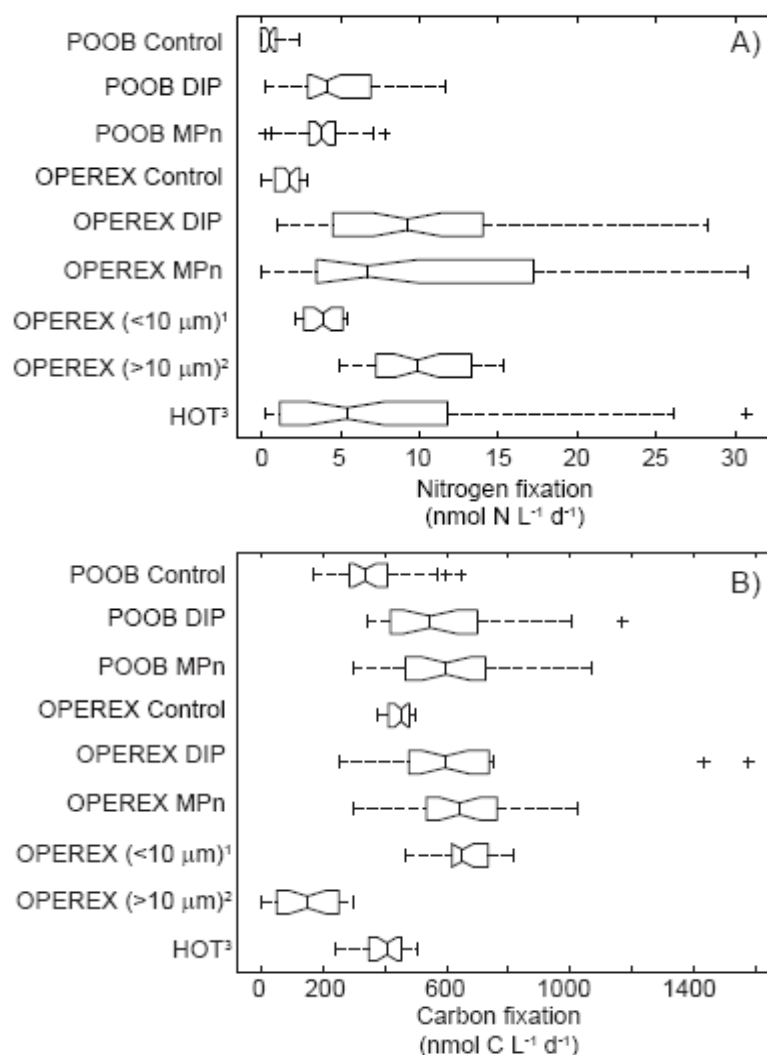 A)
POOB Control
POOB DIP
POOB MPn
OPEREX Control
OPEREX DIP
OPEREX MPn
OPEREX (<10 μm)¹
OPEREX (>10 μm)²
HOT³
0 5 10 15 20 25 30
Nitrogen fixation
(nmol N L⁻¹ d⁻¹)
B)
POOB Control
POOB DIP
POOB MPn
OPEREX Control
OPEREX DIP
OPEREX MPn
OPEREX (<10 μm)¹
OPEREX (>10 μm)²
HOT³
0 200 600 1000 1400
Carbon fixation
(nmol C L⁻¹ d⁻¹)